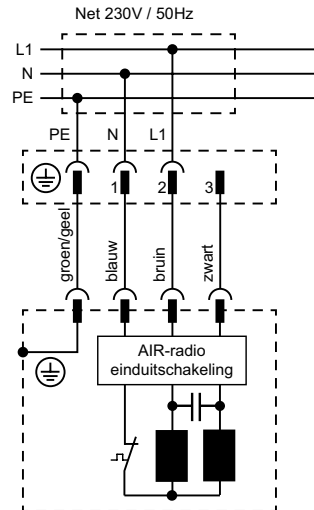 Net 230V / 50Hz
L1
N
PE
PE N L1
1 2 3
groen/geel
blauw
bruin
zwart
AIR-radio
einduitschakeling